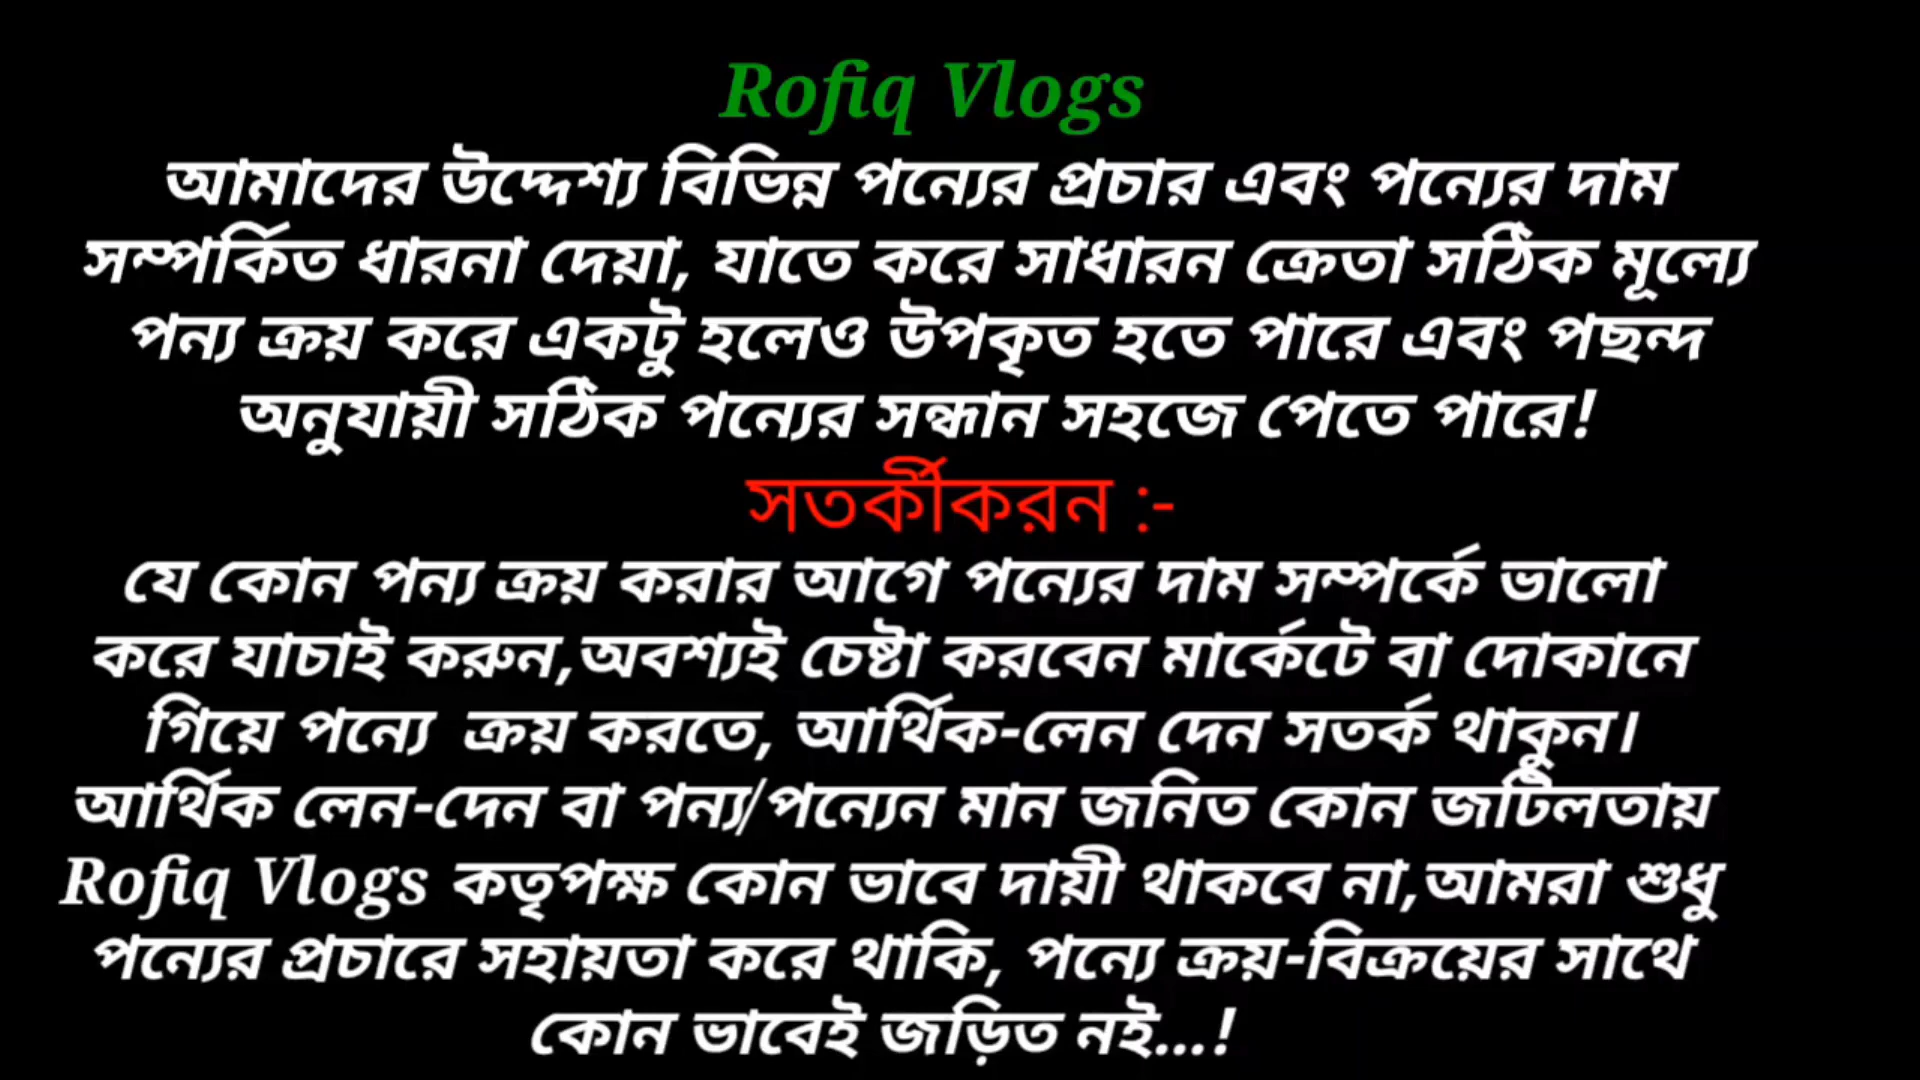 Rofiq Vlogs
আমাদের উদ্দেশ্য বিভিন্ন পন্যের প্রচার এবং পন্যের দাম
সম্পর্কিত ধারনা দেয়া, যাতে করে সাধারন ক্রেতা সঠিক মূল্যে
পন্য ক্রয় করে একটু হলেও উপকৃত হতে পারে এবং পছন্দ
অনুযায়ী সঠিক পন্যের সন্ধান সহজে পেতে পারে!
সতর্কীকরন :-
যে কোন পন্য ক্রয় করার আগে পন্যের দাম সম্পর্কে ভালো
করে যাচাই করুন,অবশ্যই চেষ্টা করবেন মার্কেটে বা দোকানে
গিয়ে পন্যে  ক্রয় করতে, আর্থিক-লেন দেন সতর্ক থাকুন।
আর্থিক লেন-দেন বা পন্য/পন্যেন মান জনিত কোন জটিলতায়
Rofiq Vlogs কতৃপক্ষ কোন ভাবে দায়ী থাকবে না,আমরা শুধু
পন্যের প্রচারে সহায়তা করে থাকি, পন্যে ক্রয়-বিক্রয়ের সাথে
কোন ভাবেই জড়িত নই...!